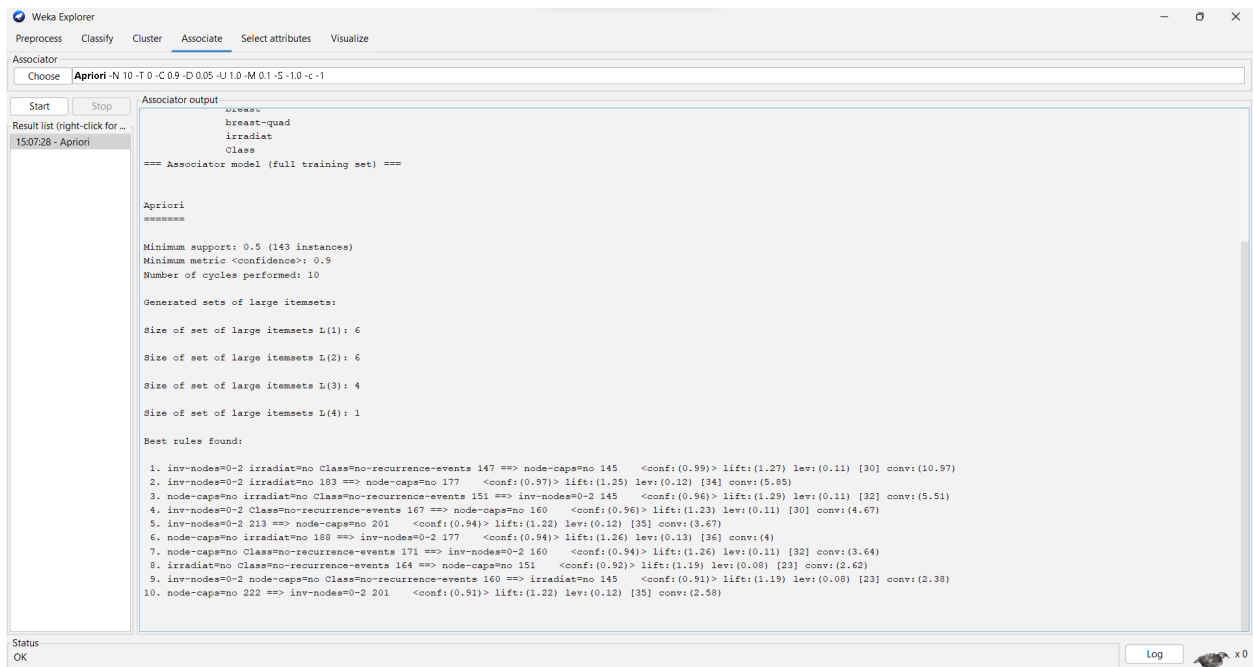 Weka Explorer
Preprocess Classify Cluster Associate Select attributes Visualize
Associator
Choose Apriori -N 10 -T 0 -C 0.9 -D 0.05 -U 1.0 -M 0.1 -S -1.0 -c -1
Start Stop
Result list (right-click for ...
15:07:28 - Apriori
Associator output
breast
breast-quad
irradiat
Class
=== Associator model (full training set) ===
Apriori
=======
Minimum support: 0.5 (143 instances)
Minimum metric <confidence>: 0.9
Number of cycles performed: 10
Generated sets of large itemsets:
Size of set of large itemsets L(1): 6
Size of set of large itemsets L(2): 6
Size of set of large itemsets L(3): 4
Size of set of large itemsets L(4): 1
Best rules found:
1. inv-nodes=0-2 irradiat=no Class=no-recurrence-events 147 ==> node-caps=no 145 <conf:(0.99)> lift:(1.27) lev:(0.11) [30] conv:(10.97)
2. inv-nodes=0-2 irradiat=no 183 ==> node-caps=no 177 <conf:(0.97)> lift:(1.25) lev:(0.12) [34] conv:(5.85)
3. node-caps=no irradiat=no Class=no-recurrence-events 151 ==> inv-nodes=0-2 145 <conf:(0.96)> lift:(1.29) lev:(0.11) [32] conv:(5.51)
4. inv-nodes=0-2 Class=no-recurrence-events 167 ==> node-caps=no 160 <conf:(0.96)> lift:(1.23) lev:(0.11) [30] conv:(4.67)
5. inv-nodes=0-2 213 ==> node-caps=no 201 <conf:(0.94)> lift:(1.22) lev:(0.12) [35] conv:(3.67)
6. node-caps=no irradiat=no 188 ==> inv-nodes=0-2 177 <conf:(0.94)> lift:(1.26) lev:(0.13) [36] conv:(4)
7. node-caps=no Class=no-recurrence-events 171 ==> inv-nodes=0-2 160 <conf:(0.94)> lift:(1.26) lev:(0.11) [32] conv:(3.64)
8. irradiat=no Class=no-recurrence-events 164 ==> node-caps=no 151 <conf:(0.92)> lift:(1.19) lev:(0.08) [23] conv:(2.62)
9. inv-nodes=0-2 node-caps=no Class=no-recurrence-events 160 ==> irradiat=no 145 <conf:(0.91)> lift:(1.19) lev:(0.08) [23] conv:(2.38)
10. node-caps=no 222 ==> inv-nodes=0-2 201 <conf:(0.91)> lift:(1.22) lev:(0.12) [35] conv:(2.58)
Status
OK
Log
x 0